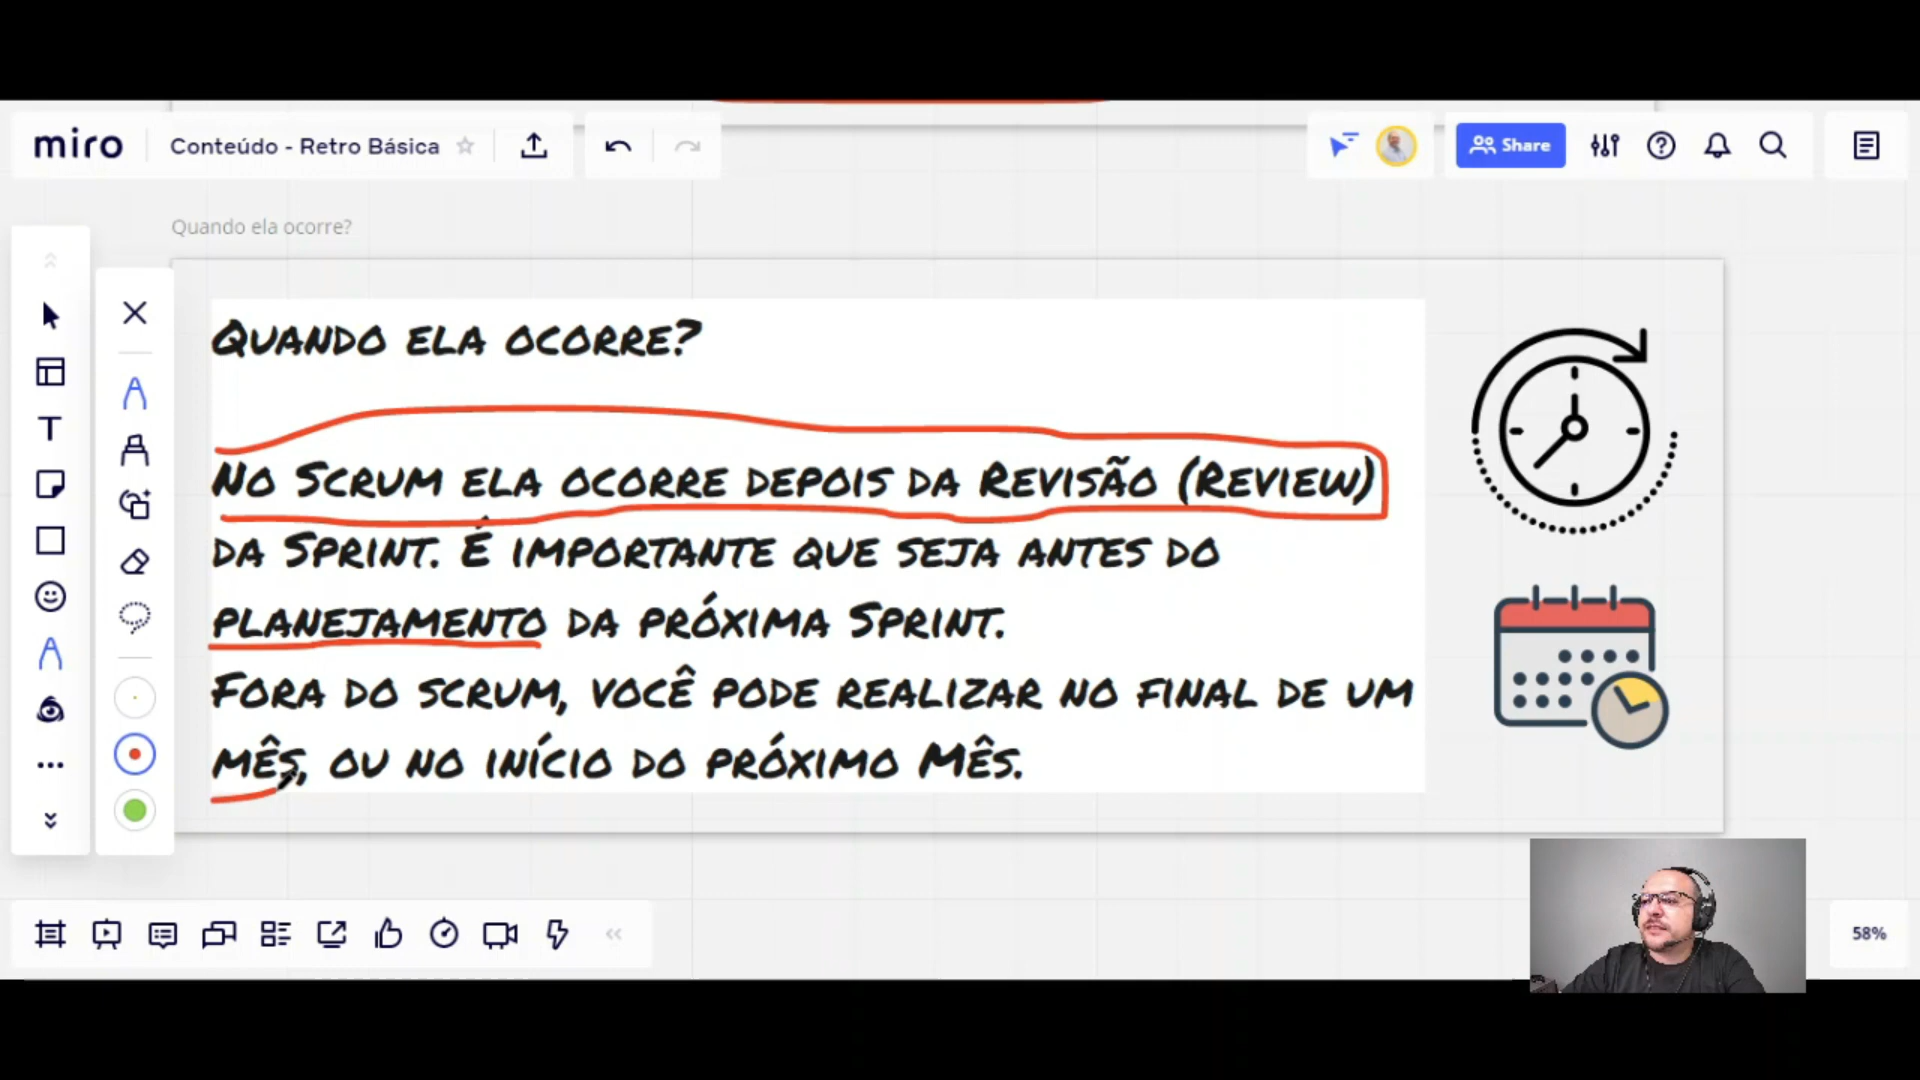 miro
Conteúdo - Retro Básica
Share
Quando ela ocorre?
Quando ela ocorre?
No Scrum ela ocorre depois da Revisão (Review)
da Sprint. É importante que seja antes do
planejamento da próxima Sprint.
Fora do scrum, você pode realizar no final de um
mês, ou no início do próximo Mês.
58%